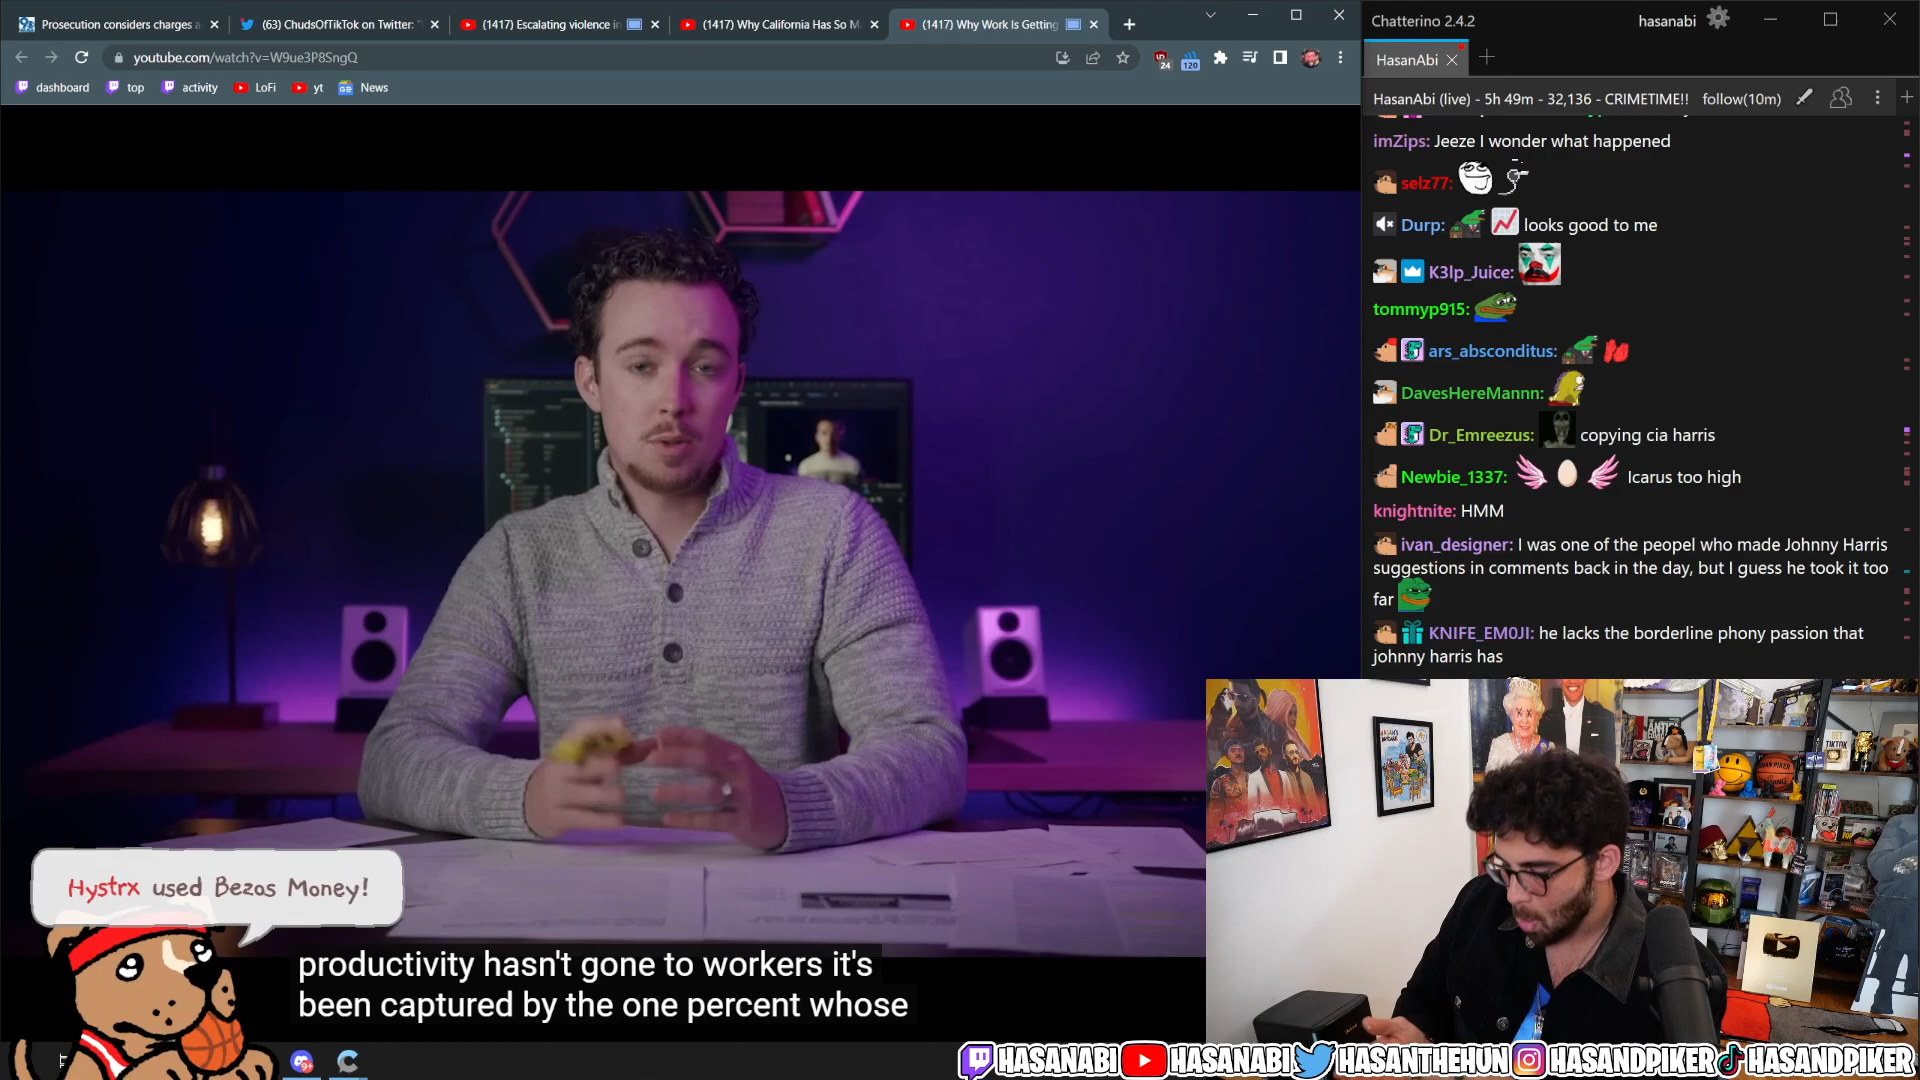 Prosecution considers charges a
(63) ChudsOfTikTok on Twitter: "
(1417) Escalating violence in
(1417) Why California Has So M
(1417) Why Work Is Getting
youtube.com/watch?v=W9ue3P8SngQ
24
120
dashboard
top
activity
LoFi
yt
News
Chatterino 2.4.2
hasanabi
HasanAbi
HasanAbi (live) - 5h 49m - 32,136 - CRIMETIME!!
follow(10m)
imZips: Jeeze I wonder what happened
selz77:
Durp: looks good to me
K3lp_Juice:
tommyp915:
ars_absconditus:
DavesHereMannn:
Dr_Emreezus: copying cia harris
Newbie_1337: Icarus too high
knightnite: HMM
ivan_designer: I was one of the peopel who made Johnny Harris
suggestions in comments back in the day, but I guess he took it too
far
KNIFE_EM0JI: he lacks the borderline phony passion that
johnny harris has
Hystrx used Bezos Money!
productivity hasn't gone to workers it's
been captured by the one percent whose
HASANABI
HASANABI
HASANTHEHUN
HASANDPIKER
HASANDPIKER